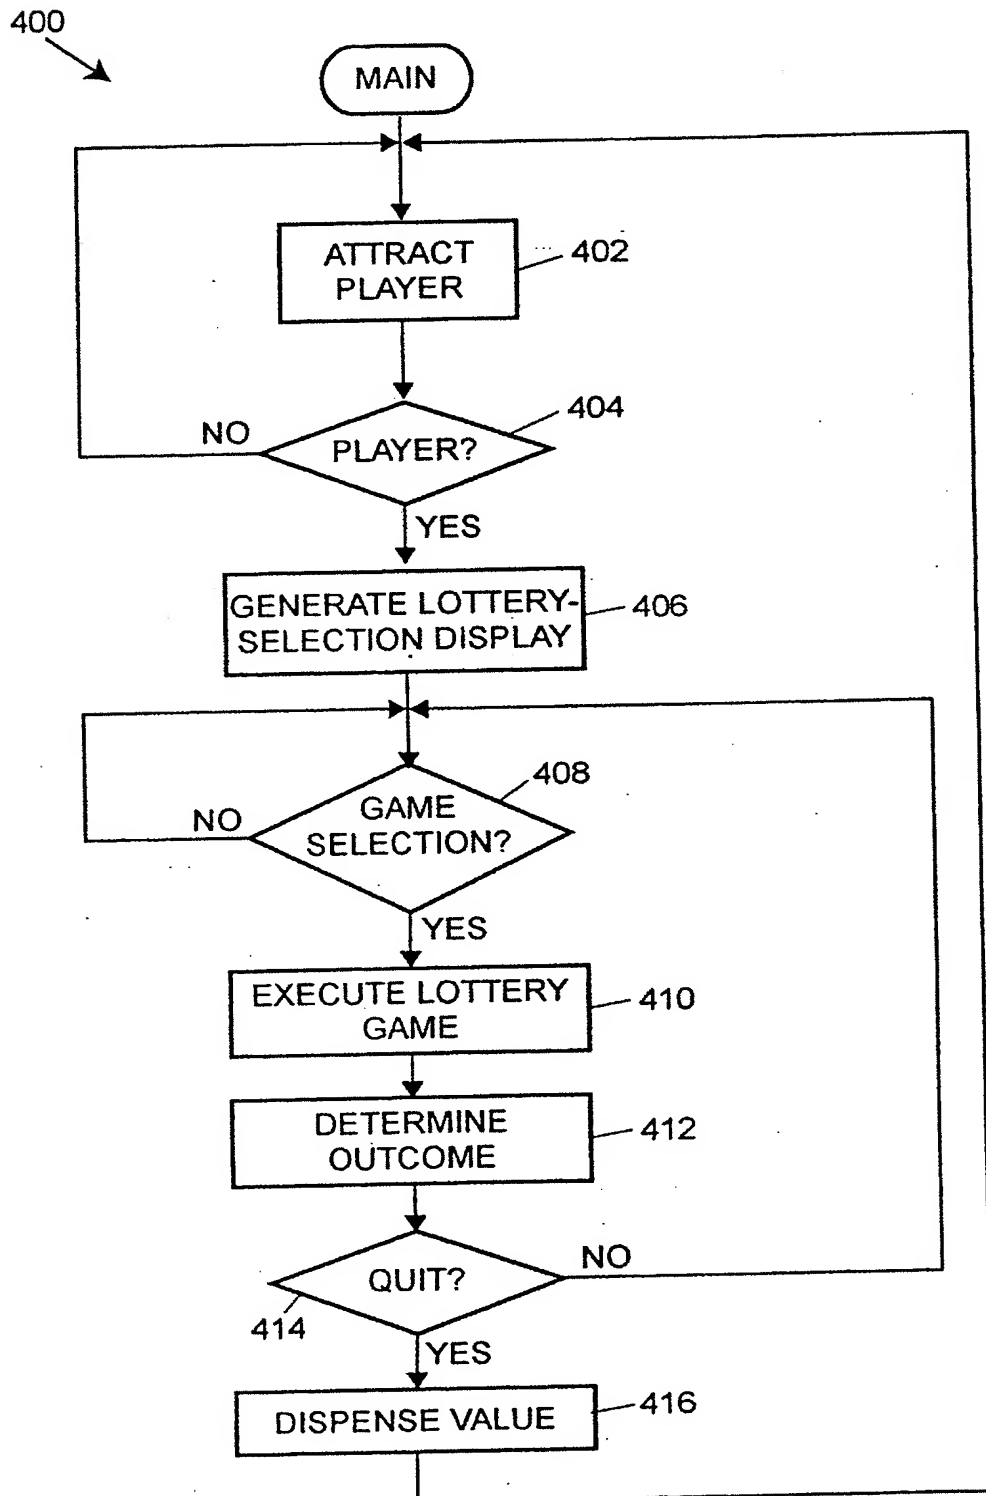 400
MAIN
ATTRACT
PLAYER
402
404
NO
PLAYER?
YES
GENERATE LOTTERY-
SELECTION DISPLAY
406
408
GAME
SELECTION?
NO
YES
EXECUTE LOTTERY
GAME
410
DETERMINE
OUTCOME
412
QUIT?
NO
414
YES
DISPENSE VALUE
416